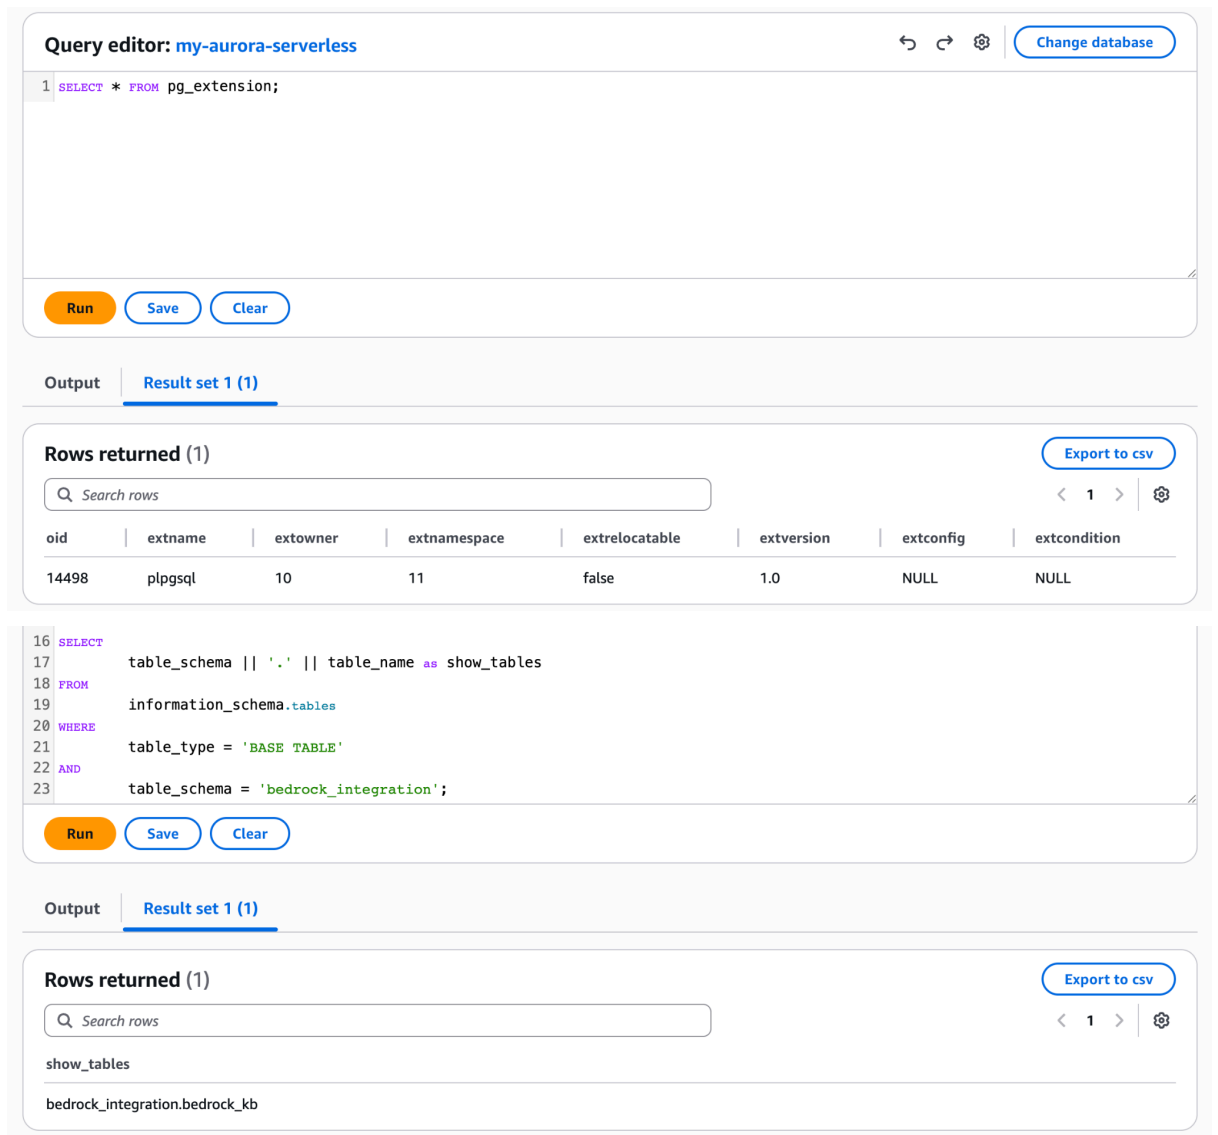 Query editor: my-aurora-serverless
Change database
1 SELECT * FROM pg_extension;
Run Save Clear
Output Result set 1 (1)
Rows returned (1)
Export to csv
Search rows
1
oid extname extowner extnamespace extrelocatable extversion extconfig extcondition
14498 plpgsql 10 11 false 1.0 NULL NULL
16 SELECT
17 table_schema || '.' || table_name as show_tables
18 FROM
19 information_schema.tables
20 WHERE
21 table_type = 'BASE TABLE'
22 AND
23 table_schema = 'bedrock_integration';
Run Save Clear
Output Result set 1 (1)
Rows returned (1)
Export to csv
Search rows
1
show_tables
bedrock_integration.bedrock_kb